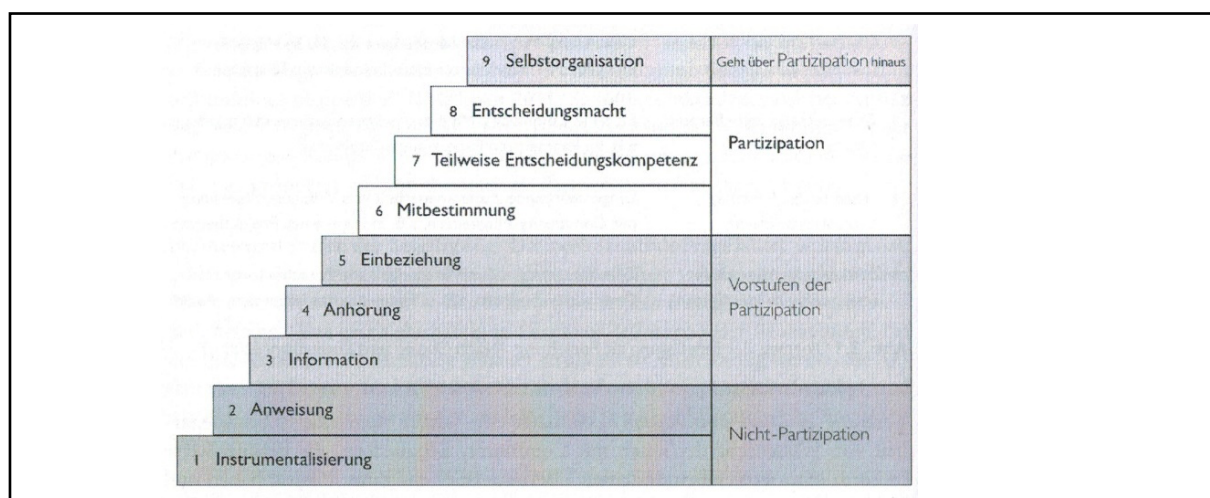 9 Selbstorganisation
Geht über Partizipation hinaus
8 Entscheidungsmacht
7 Teilweise Entscheidungskompetenz
Partizipation
6 Mitbestimmung
5 Einbeziehung
4 Anhörung
Vorstufen der
Partizipation
3 Information
2 Anweisung
1 Instrumentalisierung
Nicht-Partizipation